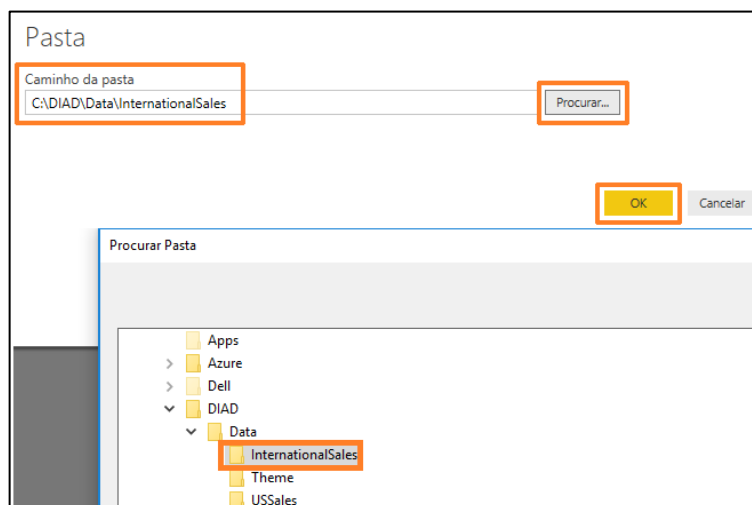 Pasta
Caminho da pasta
C:\DIAD\Data\InternationalSales
Procurar...
OK
Cancelar
Procurar Pasta
Apps
Azure
Dell
DIAD
Data
InternationalSales
Theme
USSales